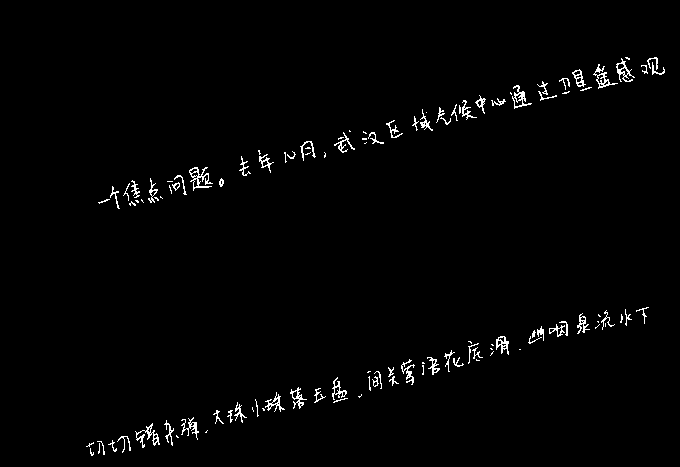 一个焦点问题。去年八月,武汉区域气候中心通过卫星遥感观
切切错杂弹、大珠小珠落玉盘、间关莺语花底滑、幽咽泉流水下